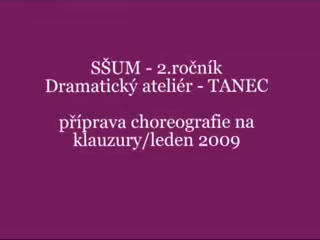 SŠUM - 2.ročník
Dramatický ateliér - TANEC
příprava choreografie na
klauzury/leden 2009